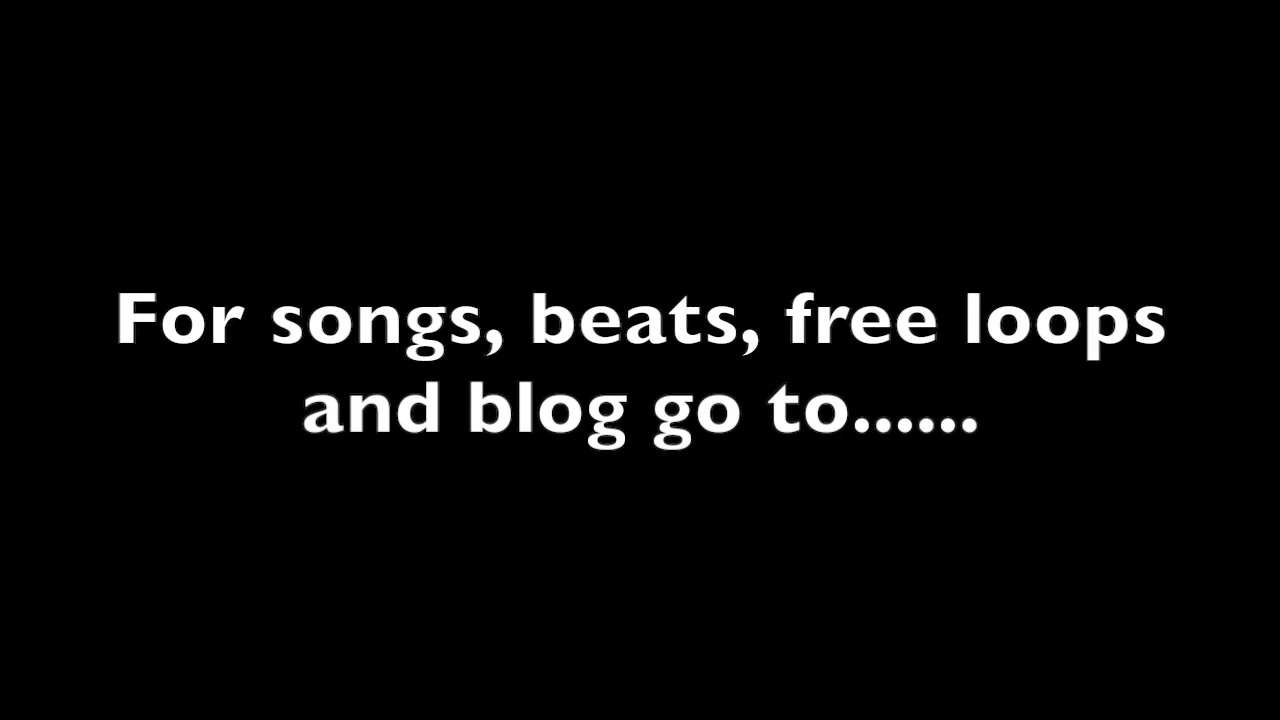 For songs, beats, free loops
and blog go to......